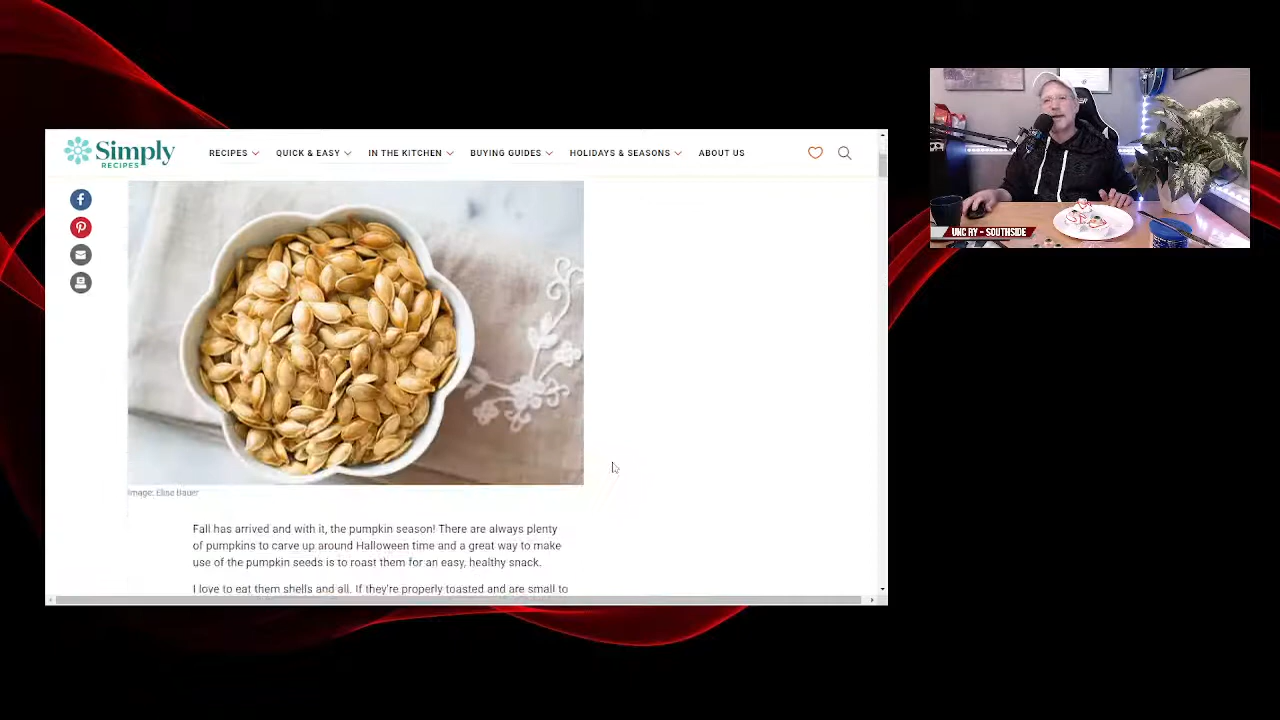 Simply
RECIPES
RECIPES
QUICK & EASY
IN THE KITCHEN
BUYING GUIDES
HOLIDAYS & SEASONS
ABOUT US
Image: Elise Bauer
Fall has arrived and with it, the pumpkin season! There are always plenty
of pumpkins to carve up around Halloween time and a great way to make
use of the pumpkin seeds is to roast them for an easy, healthy snack.
I love to eat them shells and all. If they're properly toasted and are small to
UNC RY - SOUTHSIDE